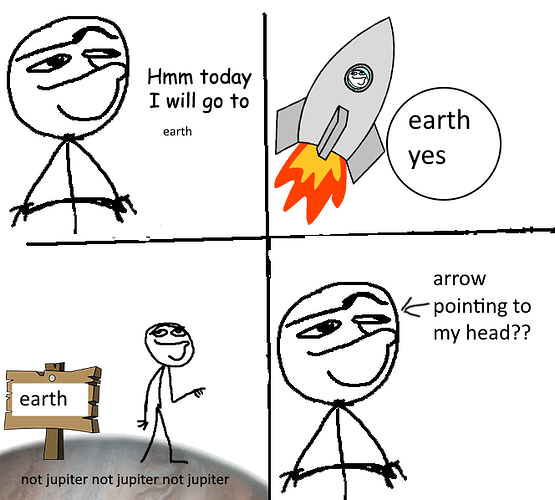 Hmm today
I will go to
earth
earth
yes
earth
not jupiter not jupiter not jupiter
arrow
pointing to
my head??